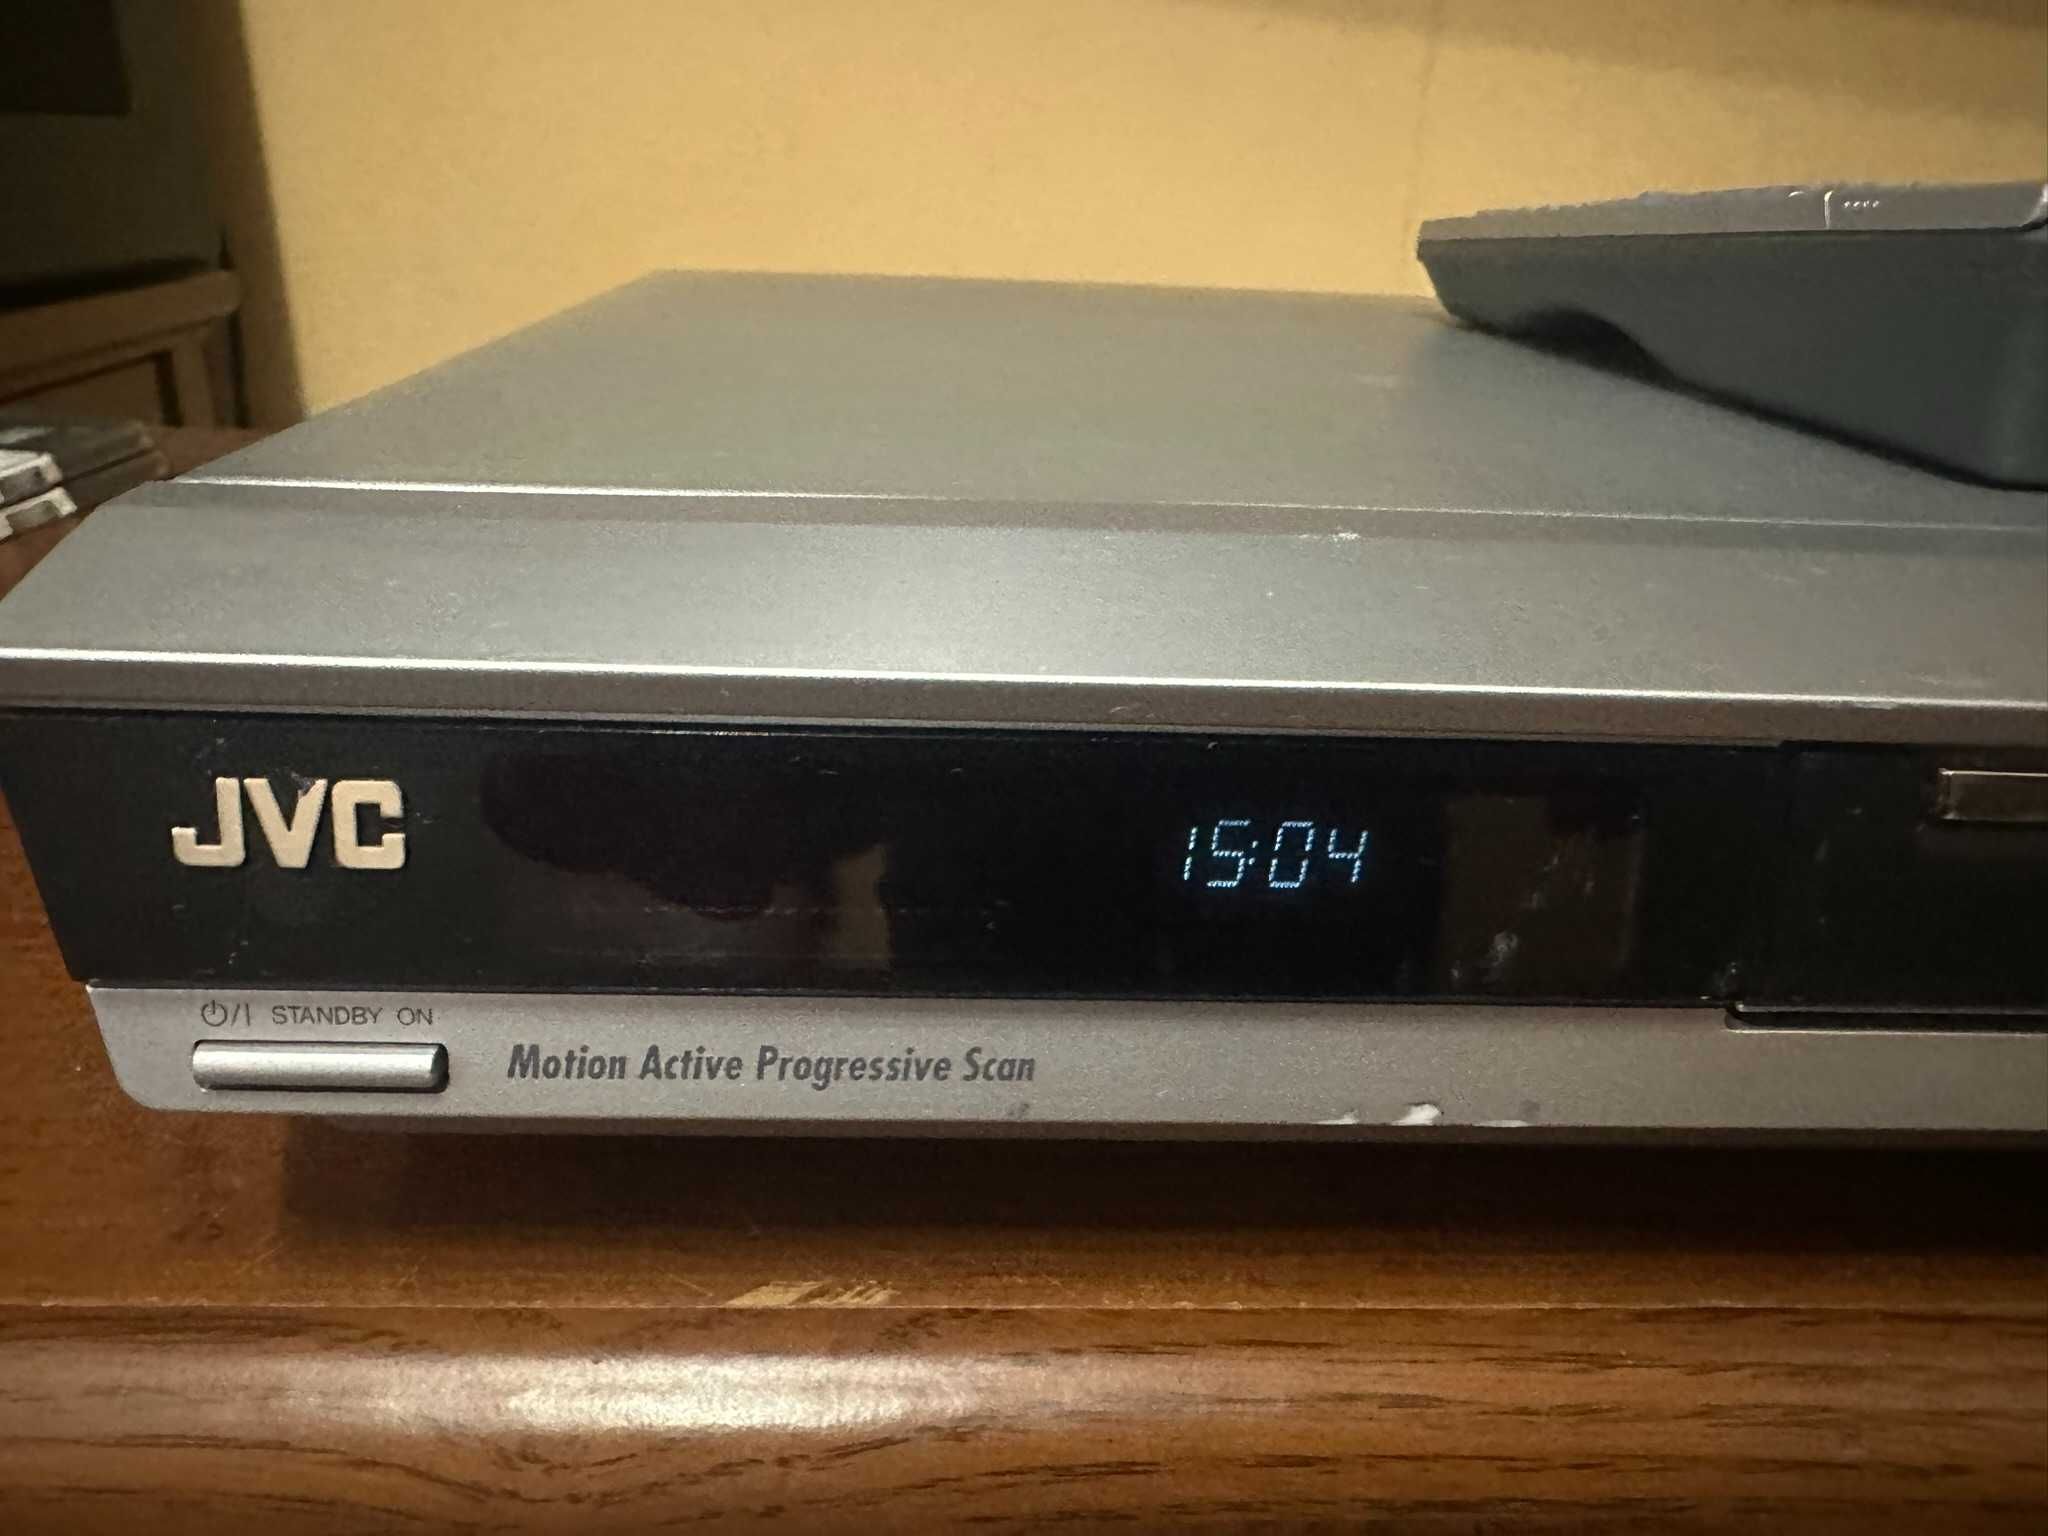 JVC
15:04
⏻/I STANDBY ON
Motion Active Progressive Scan